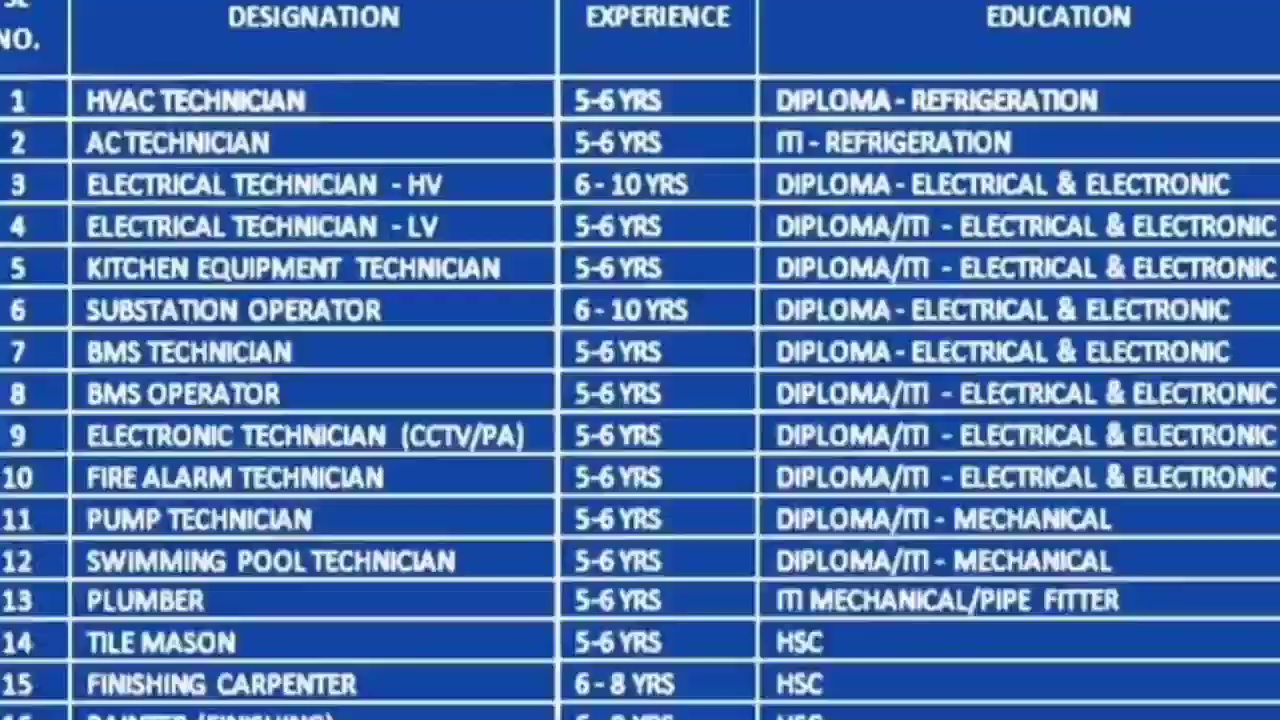 NO. DESIGNATION EXPERIENCE EDUCATION
1 HVAC TECHNICIAN 5-6 YRS DIPLOMA - REFRIGERATION
2 AC TECHNICIAN 5-6 YRS ITI - REFRIGERATION
3 ELECTRICAL TECHNICIAN - HV 6 - 10 YRS DIPLOMA - ELECTRICAL & ELECTRONIC
4 ELECTRICAL TECHNICIAN - LV 5-6 YRS DIPLOMA/ITI - ELECTRICAL & ELECTRONIC
5 KITCHEN EQUIPMENT TECHNICIAN 5-6 YRS DIPLOMA/ITI - ELECTRICAL & ELECTRONIC
6 SUBSTATION OPERATOR 6 - 10 YRS DIPLOMA - ELECTRICAL & ELECTRONIC
7 BMS TECHNICIAN 5-6 YRS DIPLOMA - ELECTRICAL & ELECTRONIC
8 BMS OPERATOR 5-6 YRS DIPLOMA/ITI - ELECTRICAL & ELECTRONIC
9 ELECTRONIC TECHNICIAN (CCTV/PA) 5-6 YRS DIPLOMA/ITI - ELECTRICAL & ELECTRONIC
10 FIRE ALARM TECHNICIAN 5-6 YRS DIPLOMA/ITI - ELECTRICAL & ELECTRONIC
11 PUMP TECHNICIAN 5-6 YRS DIPLOMA/ITI - MECHANICAL
12 SWIMMING POOL TECHNICIAN 5-6 YRS DIPLOMA/ITI - MECHANICAL
13 PLUMBER 5-6 YRS ITI MECHANICAL/PIPE FITTER
14 TILE MASON 5-6 YRS HSC
15 FINISHING CARPENTER 6 - 8 YRS HSC